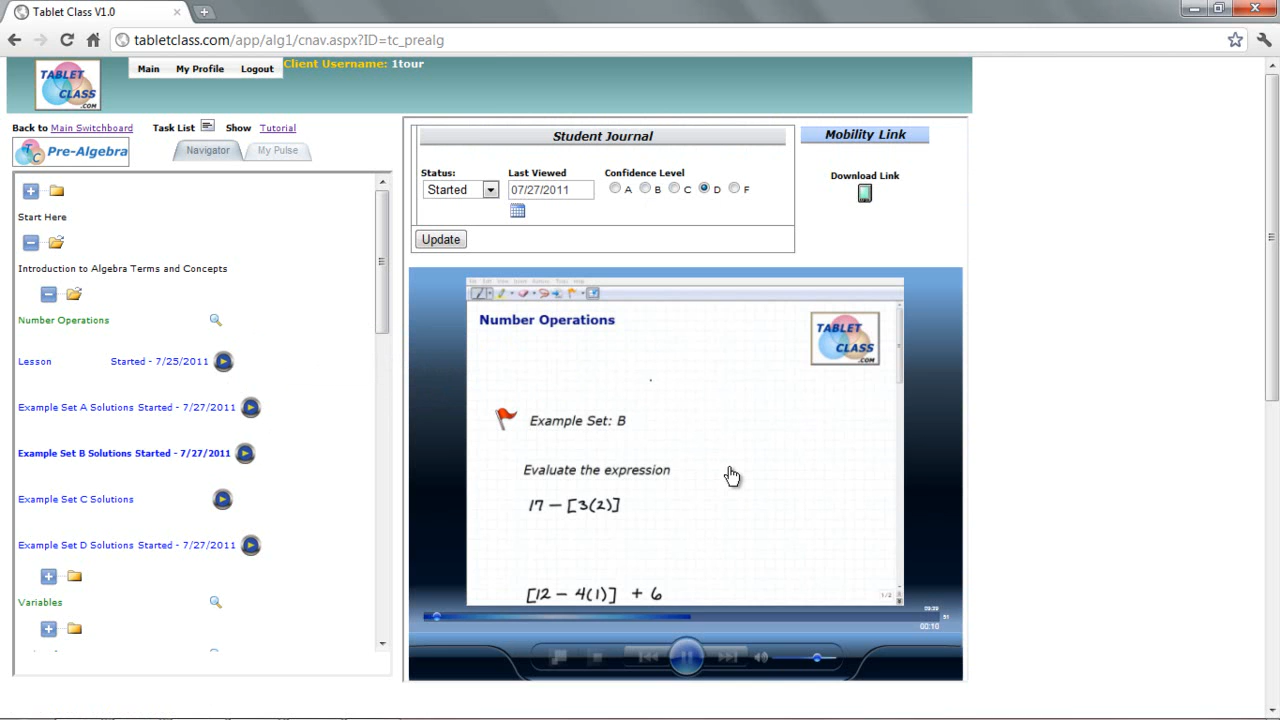 Tablet Class V1.0
tabletclass.com/app/alg1/cnav.aspx?ID=tc_prealg
TABLET CLASS .COM
Main My Profile Logout Client Username: 1tour
Back to Main Switchboard Task List Show Tutorial
TC Pre-Algebra Navigator My Pulse
Start Here
Introduction to Algebra Terms and Concepts
Number Operations
Lesson Started - 7/25/2011
Example Set A Solutions Started - 7/27/2011
Example Set B Solutions Started - 7/27/2011
Example Set C Solutions
Example Set D Solutions Started - 7/27/2011
Variables
Student Journal
Status: Last Viewed Confidence Level
Started 07/27/2011 A B C D F
Update
Mobility Link
Download Link
Number Operations
TABLET CLASS .COM
Example Set: B
Evaluate the expression
17 – [3(2)]
[12 – 4(1)] + 6
1/2
00:10